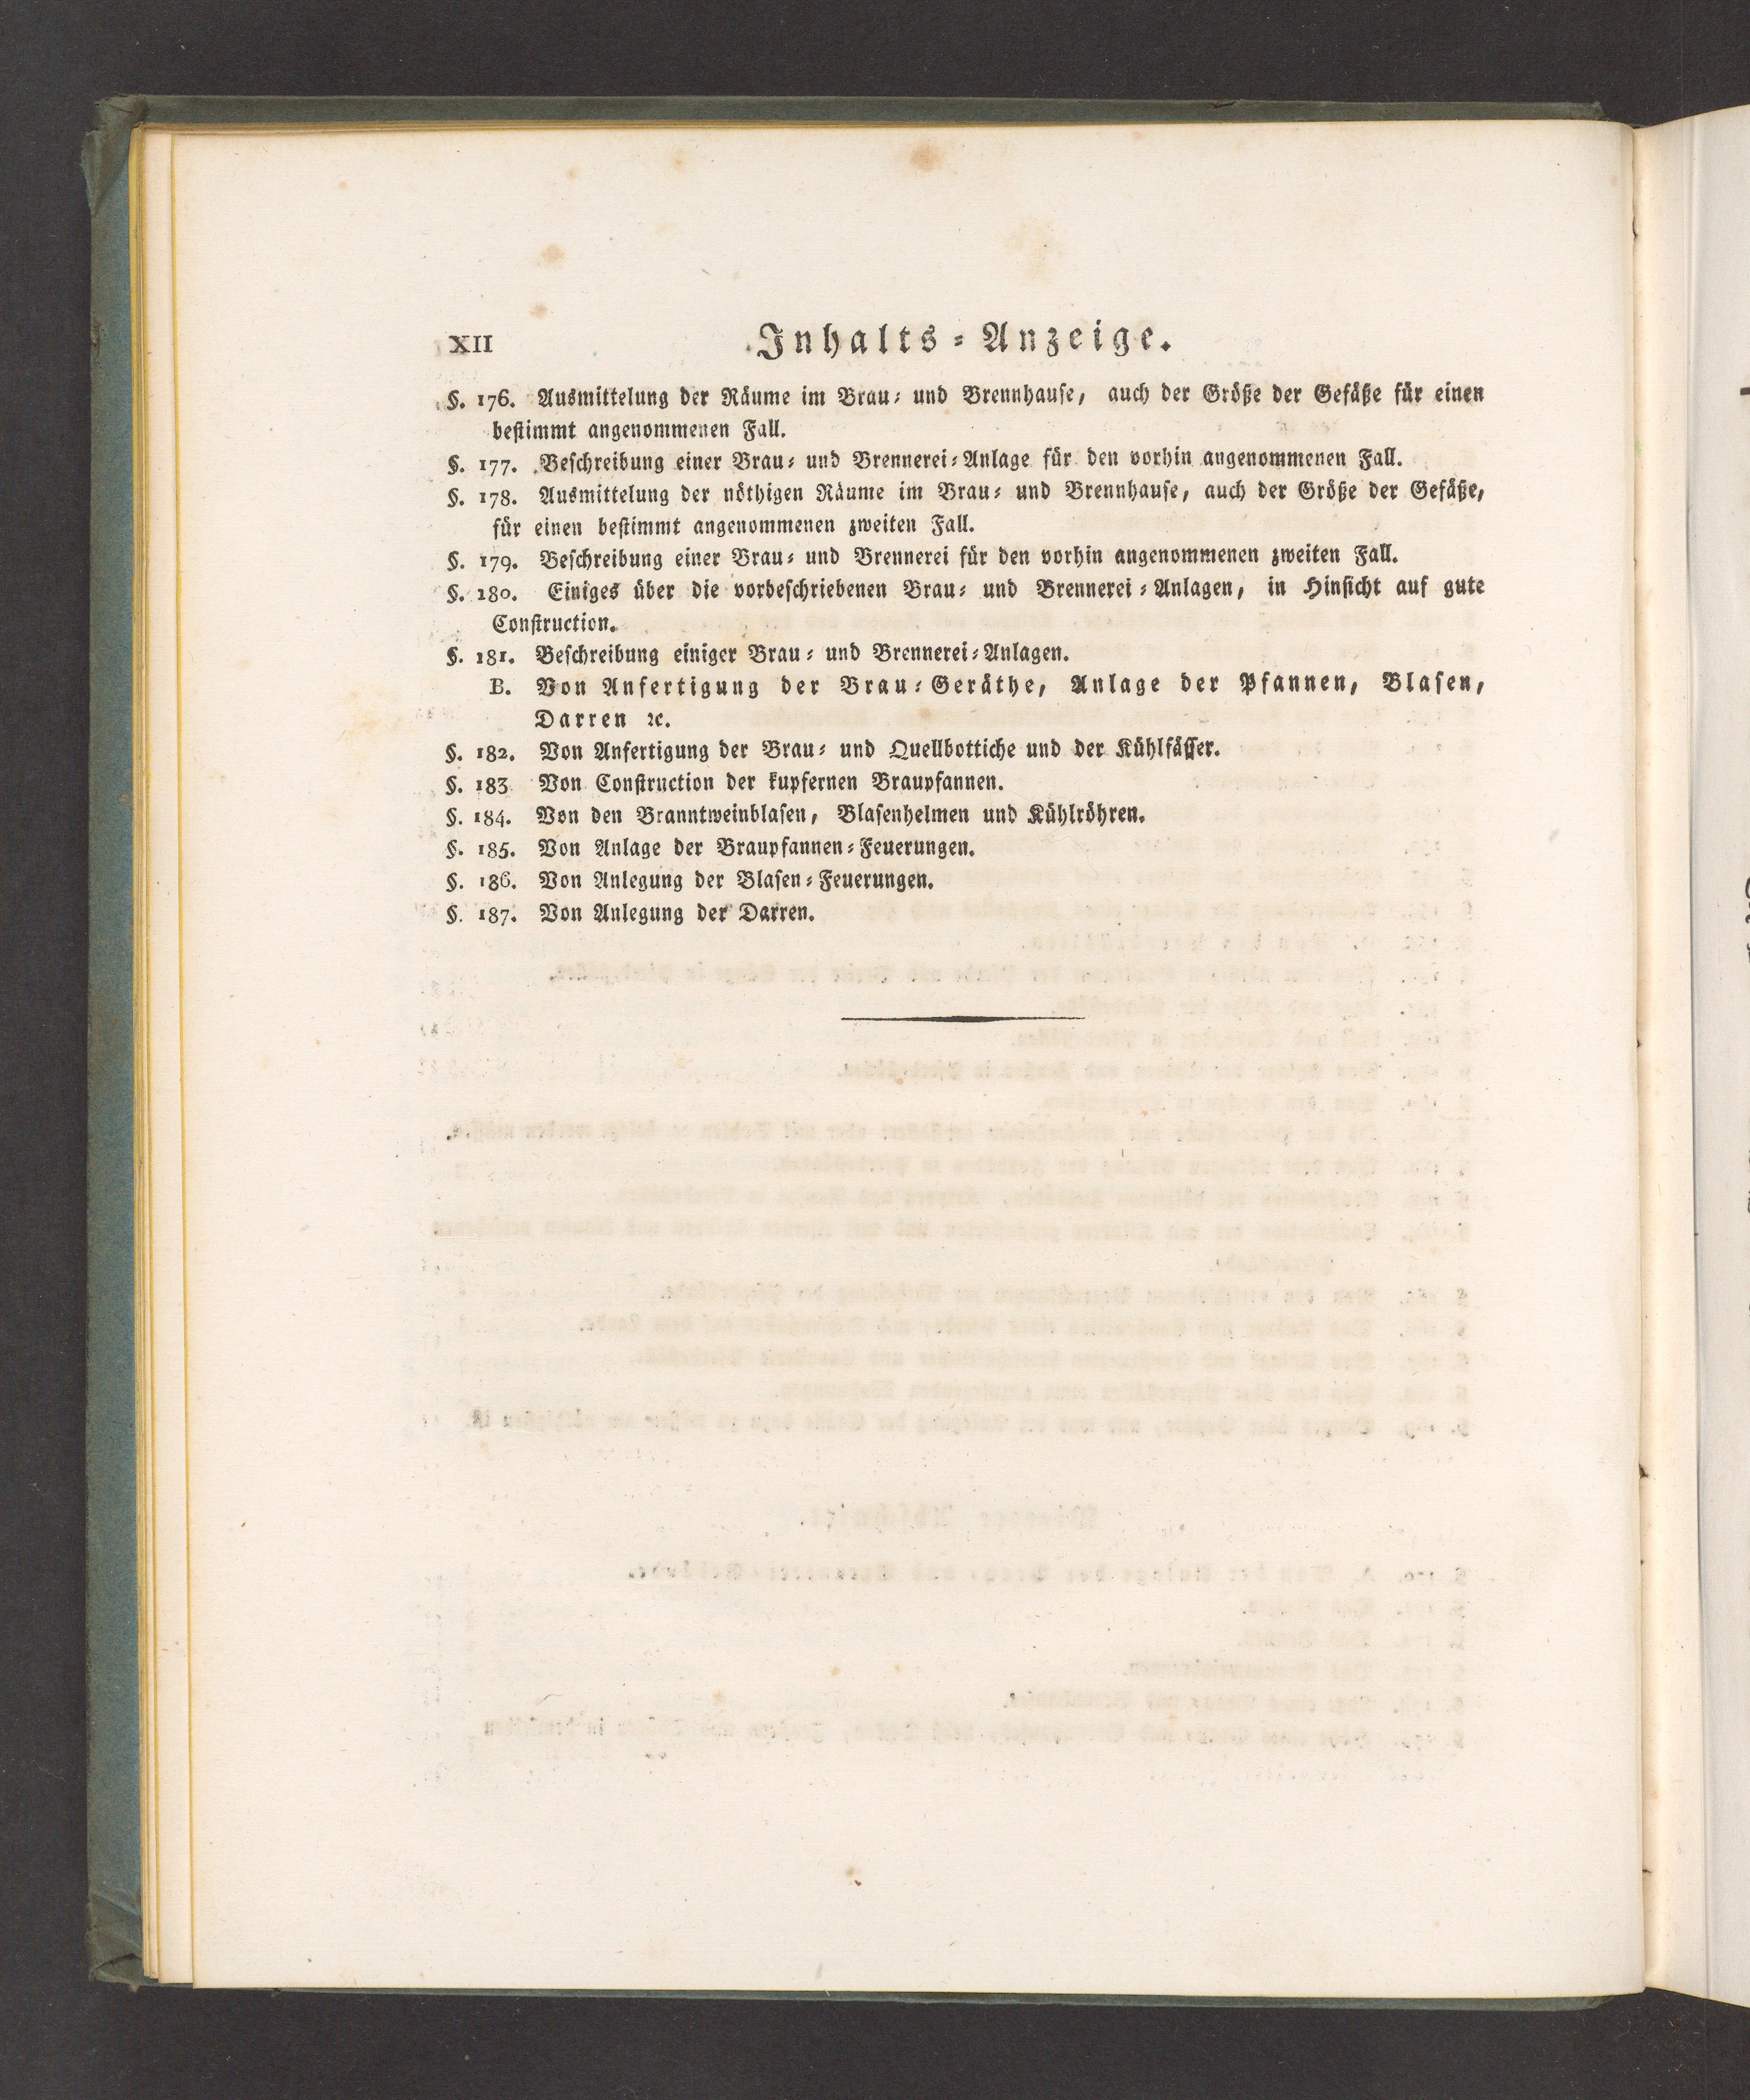 XII Inhalts-Anzeige.
§. 176. Ausmittelung der Räume im Brau- und Brennhause, auch der Größe der Gefäße für einen
bestimmt angenommenen Fall.
§. 177. Beschreibung einer Brau- und Brennerei-Anlage für den vorhin angenommenen Fall.
§. 178. Ausmittelung der nöthigen Räume im Brau- und Brennhause, auch der Größe der Gefäße,
für einen bestimmt angenommenen zweiten Fall.
§. 179. Beschreibung einer Brau- und Brennerei für den vorhin angenommenen zweiten Fall.
§. 180. Einiges über die vorbeschriebenen Brau- und Brennerei-Anlagen, in Hinsicht auf gute
Construction.
§. 181. Beschreibung einiger Brau- und Brennerei-Anlagen.
B. Von Anfertigung der Brau-Geräthe, Anlage der Pfannen, Blasen,
Darren ꝛc.
§. 182. Von Anfertigung der Brau- und Quellbottiche und der Kühlfässer.
§. 183 Von Construction der kupfernen Braupfannen.
§. 184. Von den Branntweinblasen, Blasenhelmen und Kühlröhren.
§. 185. Von Anlage der Braupfannen-Feuerungen.
§. 186. Von Anlegung der Blasen-Feuerungen.
§. 187. Von Anlegung der Darren.